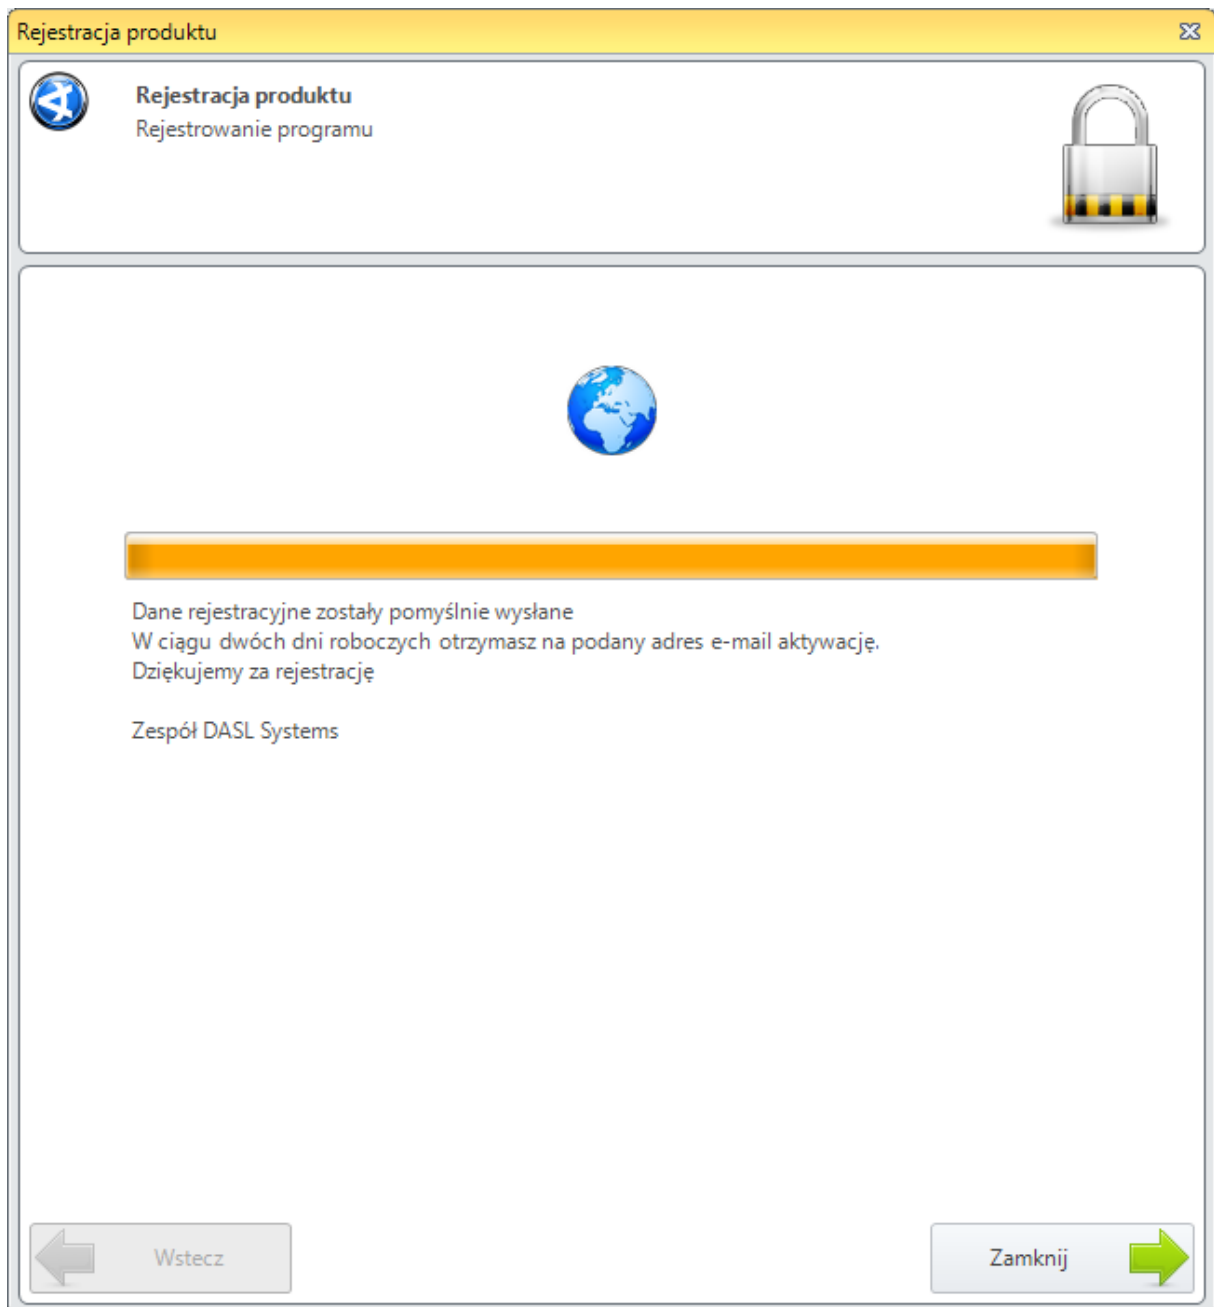 Rejestracja produktu
Rejestracja produktu
Rejestrowanie programu
Dane rejestracyjne zostały pomyślnie wysłane
W ciągu dwóch dni roboczych otrzymasz na podany adres e-mail aktywację.
Dziękujemy za rejestrację
Zespół DASL Systems
Wstecz
Zamknij